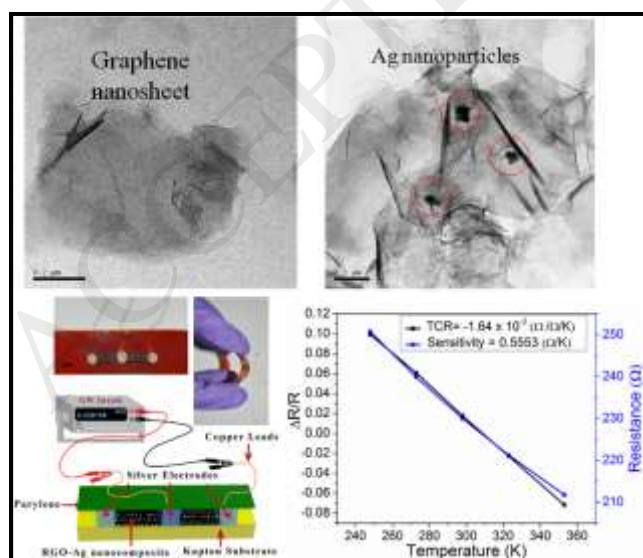 Graphene
nanosheet
Ag nanoparticles
ACCEPTE
TCR= -1.64 x 10⁻³ (Ω /Ω/K)
Sensitivity = 0.5553 (Ω/K)
0.12
0.10
0.08
0.06
0.04
0.02
0.00
-0.02
-0.04
-0.06
-0.08
ΔR/R
250
240
230
220
210
Resistance (Ω)
240
260
280
300
320
340
360
Temperature (K)
Copper Leads
Silver Electrodes
Parylene
RGO-Ag nanocomposite
Kapton Substrate